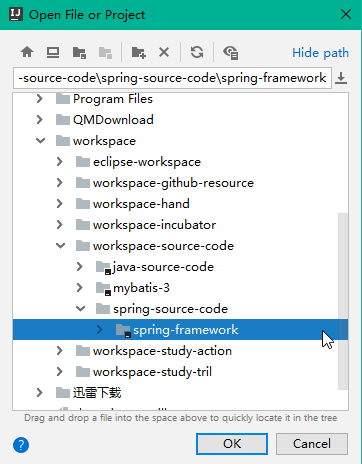 Open File or Project
Hide path
-source-code\spring-source-code\spring-framework
Program Files
QMDownload
workspace
eclipse-workspace
workspace-github-resource
workspace-hand
workspace-incubator
workspace-source-code
java-source-code
mybatis-3
spring-source-code
spring-framework
workspace-study-action
workspace-study-tril
迅雷下载
Drag and drop a file into the space above to quickly locate it in the tree
?
OK
Cancel